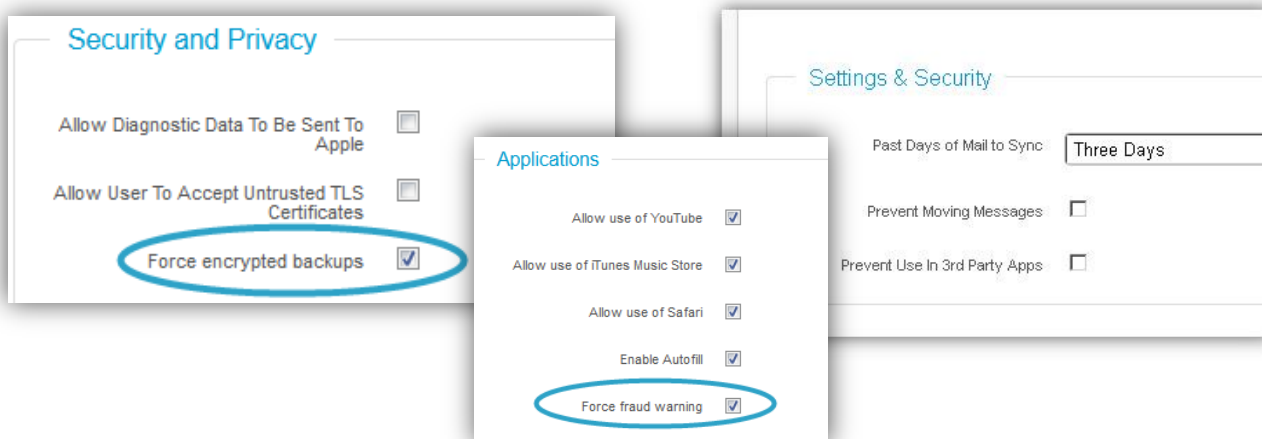 Security and Privacy
Allow Diagnostic Data To Be Sent To
Apple
Allow User To Accept Untrusted TLS
Certificates
Force encrypted backups
Applications
Allow use of YouTube
Allow use of iTunes Music Store
Allow use of Safari
Enable Autofill
Force fraud warning
Settings & Security
Past Days of Mail to Sync
Three Days
Prevent Moving Messages
Prevent Use In 3rd Party Apps